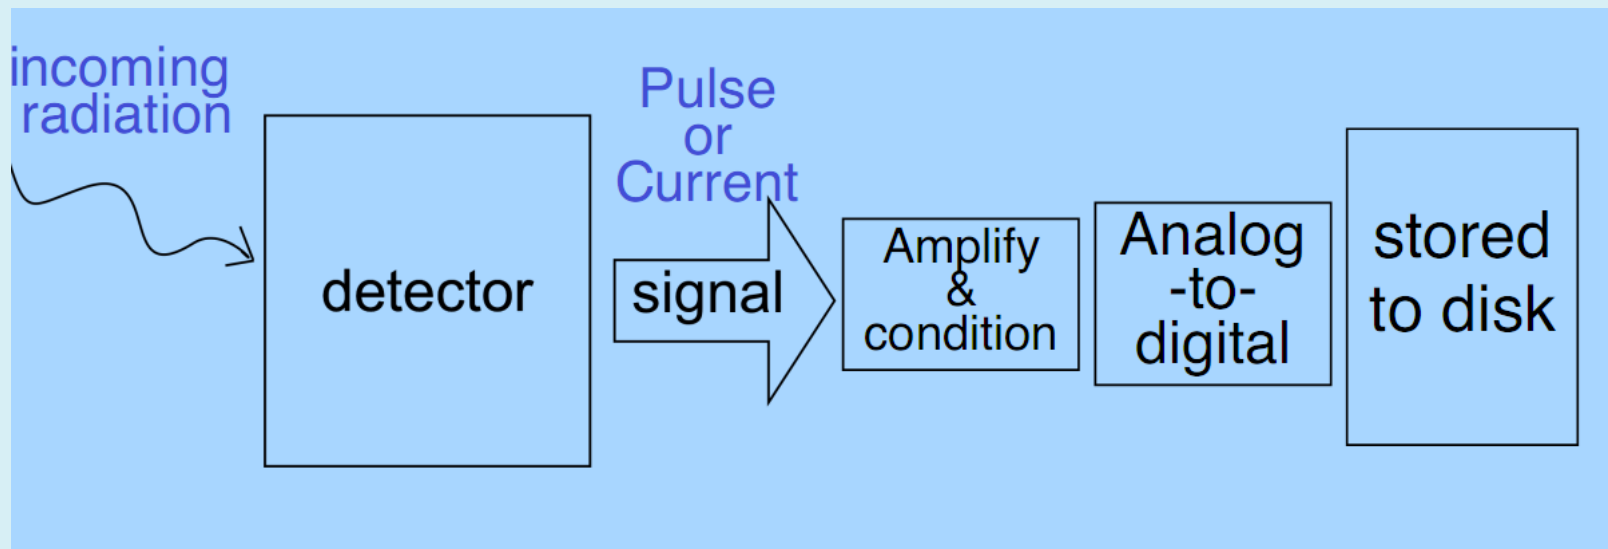 incoming
radiation
detector
Pulse
or
Current
signal
Amplify
&
condition
Analog
-to-
digital
stored
to disk